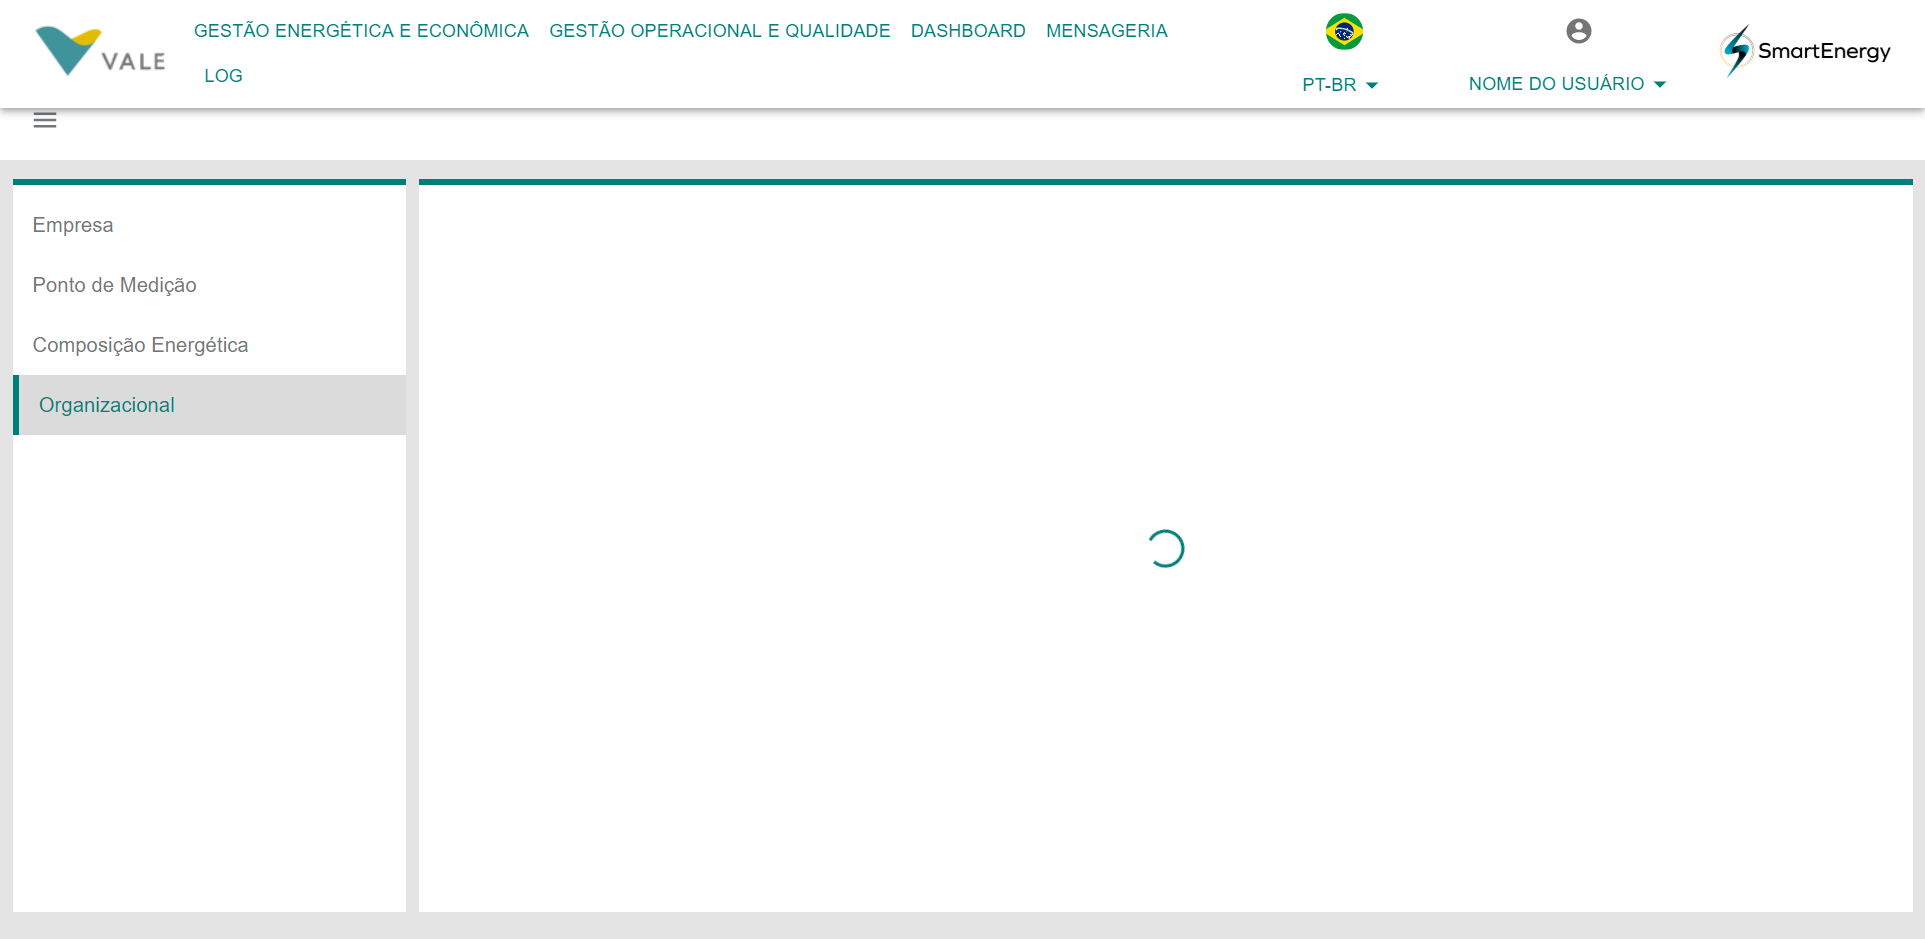 VALE
GESTÃO ENERGÉTICA E ECONÔMICA GESTÃO OPERACIONAL E QUALIDADE DASHBOARD MENSAGERIA
LOG
PT-BR
NOME DO USUÁRIO
SmartEnergy
Empresa
Ponto de Medição
Composição Energética
Organizacional